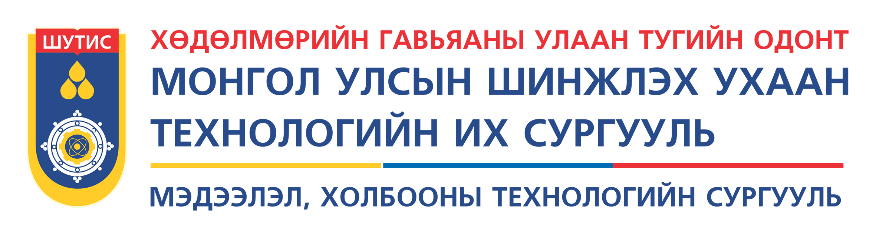 ШУТИС
ХӨДӨЛМӨРИЙН ГАВЬЯАНЫ УЛААН ТУГИЙН ОДОНТ
МОНГОЛ УЛСЫН ШИНЖЛЭХ УХААН
ТЕХНОЛОГИЙН ИХ СУРГУУЛЬ
МЭДЭЭЛЭЛ, ХОЛБООНЫ ТЕХНОЛОГИЙН СУРГУУЛЬ